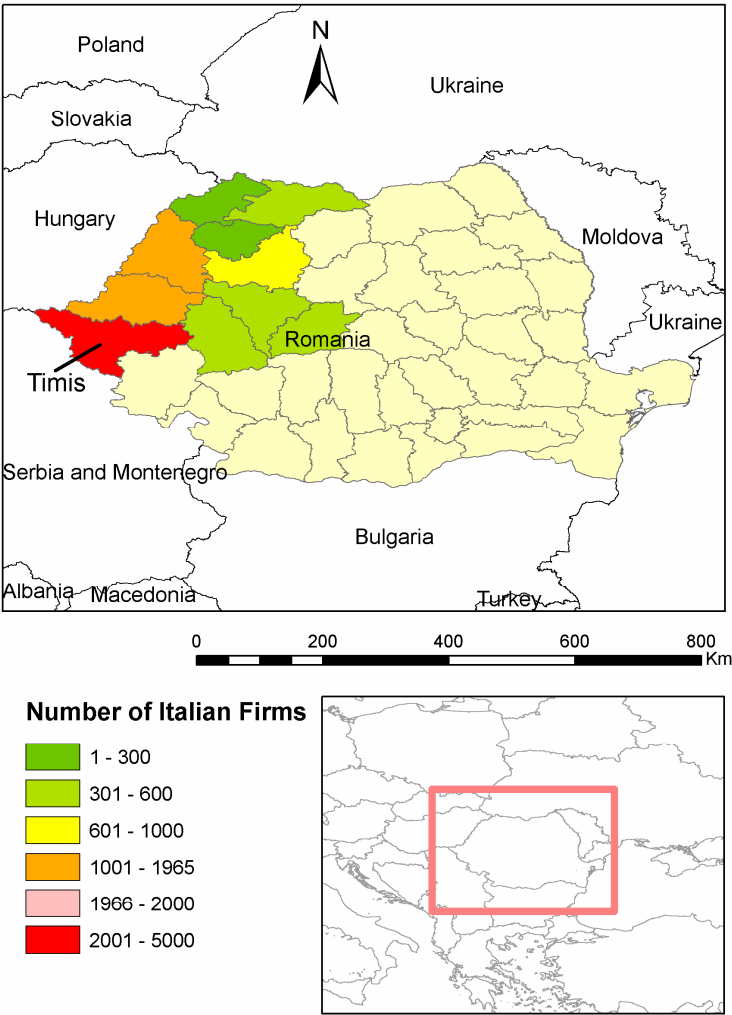 N
Poland
Ukraine
Slovakia
Hungary
Moldova
Ukraine
Romania
Timis
Serbia and Montenegro
Bulgaria
Albania
Macedonia
Turkey
0 200 400 600 800
Km
Number of Italian Firms
1 - 300
301 - 600
601 - 1000
1001 - 1965
1966 - 2000
2001 - 5000